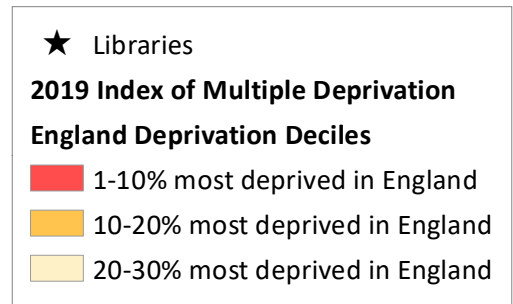 Libraries
2019 Index of Multiple Deprivation
England Deprivation Deciles
1-10% most deprived in England
10-20% most deprived in England
20-30% most deprived in England